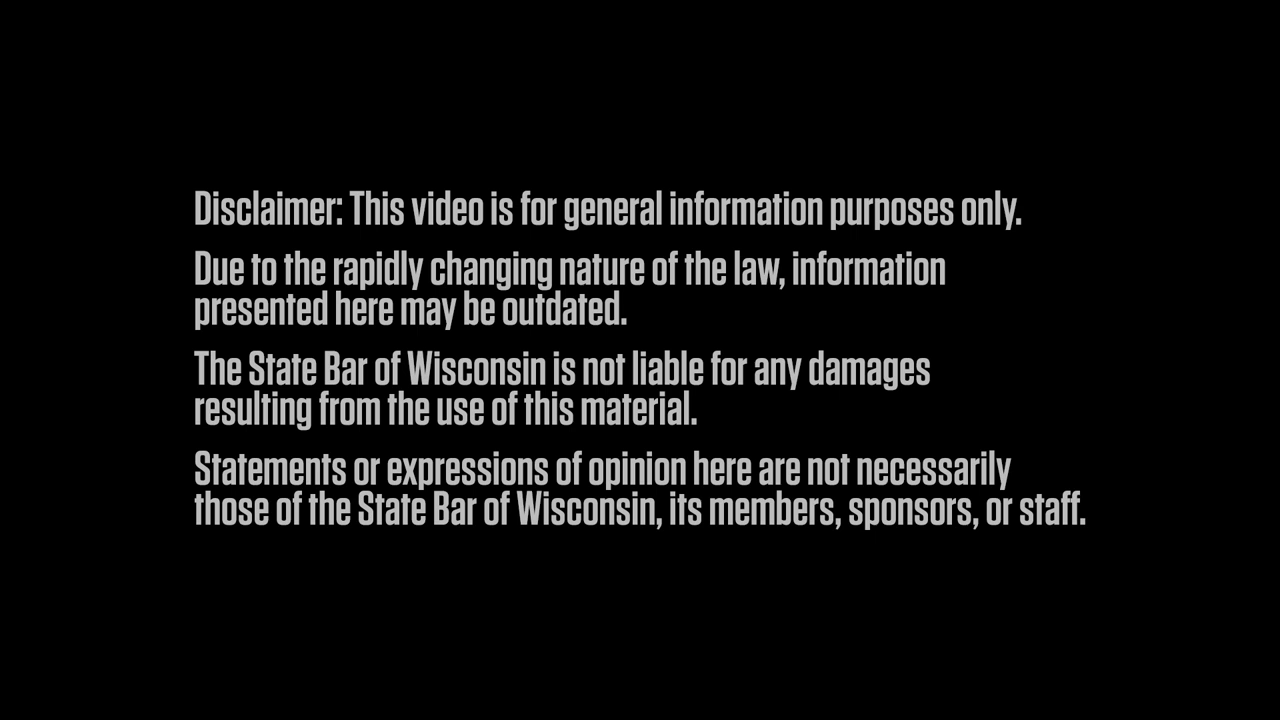 Disclaimer: This video is for general information purposes only.
Due to the rapidly changing nature of the law, information
presented here may be outdated.
The State Bar of Wisconsin is not liable for any damages
resulting from the use of this material.
Statements or expressions of opinion here are not necessarily
those of the State Bar of Wisconsin, its members, sponsors, or staff.